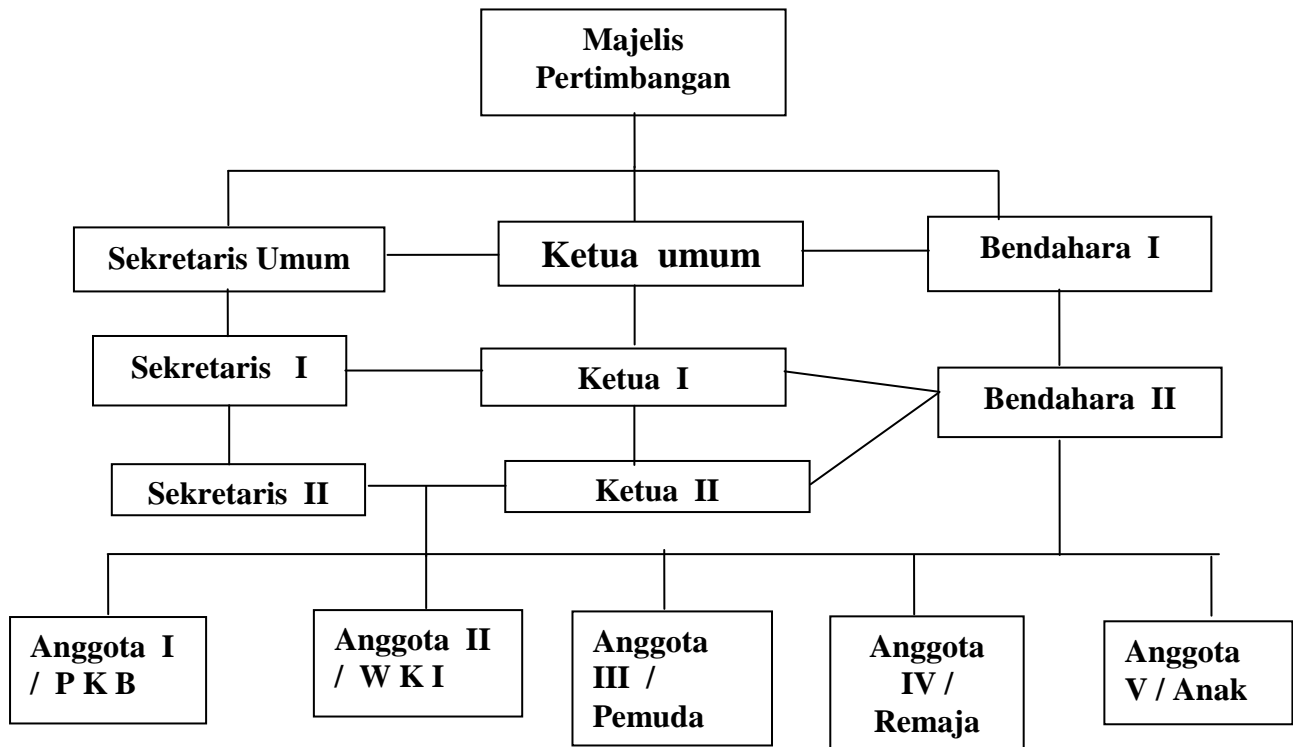 Majelis
Pertimbangan
Sekretaris Umum
Ketua umum
Bendahara I
Sekretaris I
Ketua I
Bendahara II
Sekretaris II
Ketua II
Anggota I
/ P K B
Anggota II
/ W K I
Anggota
III /
Pemuda
Anggota
IV /
Remaja
Anggota
V / Anak